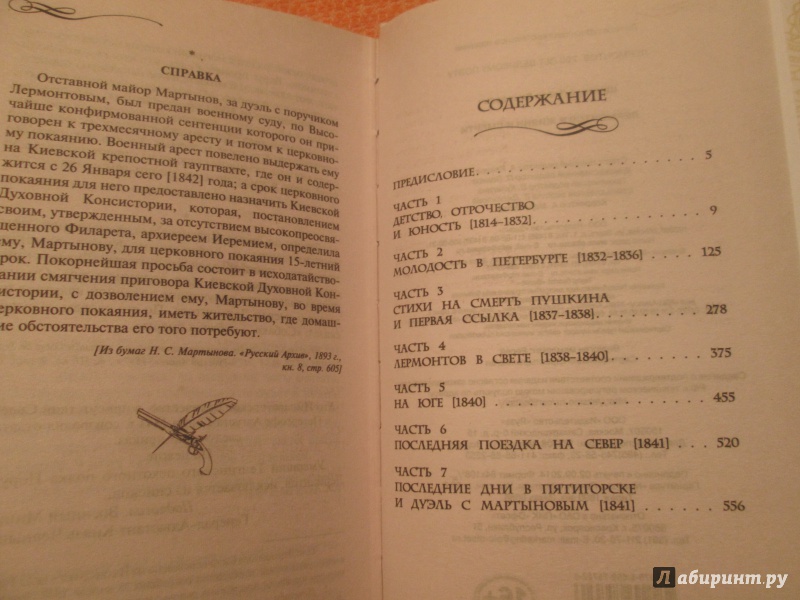 СПРАВКА
Отставной майор Мартынов, за дуэль с поручиком
Лермонтовым, был предан военному суду, по Высо-
чайше конфирмованной сентенции которого он при-
говорен к трехмесячному аресту и потом к церковно-
му покаянию. Военный арест повелено выдержать ему
на Киевской крепостной гауптвахте, где он и содер-
жится с 26 Января сего [1842] года; а срок церковного
покаяния для него предоставлено назначить Киевской
Духовной Консистории, которая, постановлением
своим, утвержденным, за отсутствием высокопреосвя-
щенного Филарета, архиереем Иеремием, определила
ему, Мартынову, для церковного покаяния 15-летний
рок. Покорнейшая просьба состоит в исходатайство-
ании смягчения приговора Киевской Духовной Кон-
истории, с дозволением ему, Мартынову, во время
ерковного покаяния, иметь жительство, где домаш-
ие обстоятельства его того потребуют.
[Из бумаг Н. С. Мартынова. «Русский Архив», 1893 г.,
кн. 8, стр. 605]
СОДЕРЖАНИЕ
ПРЕДИСЛОВИЕ. . . . . . . . . . . . . . . . . . . . 5
ЧАСТЬ 1
ДЕТСТВО, ОТРОЧЕСТВО
И ЮНОСТЬ [1814–1832]. . . . . . . . . . . . . . . 9
ЧАСТЬ 2
МОЛОДОСТЬ В ПЕТЕРБУРГЕ [1832–1836]. . . . . 125
ЧАСТЬ 3
СТИХИ НА СМЕРТЬ ПУШКИНА
И ПЕРВАЯ ССЫЛКА [1837–1838]. . . . . . . . . . 278
ЧАСТЬ 4
ЛЕРМОНТОВ В СВЕТЕ [1838–1840]. . . . . . . . . 375
ЧАСТЬ 5
НА ЮГЕ [1840] . . . . . . . . . . . . . . . . . . . 455
ЧАСТЬ 6
ПОСЛЕДНЯЯ ПОЕЗДКА НА СЕВЕР [1841] . . . . 520
ЧАСТЬ 7
ПОСЛЕДНИЕ ДНИ В ПЯТИГОРСКЕ
И ДУЭЛЬ С МАРТЫНОВЫМ [1841] . . . . . . . . 556
Лабиринт.ру